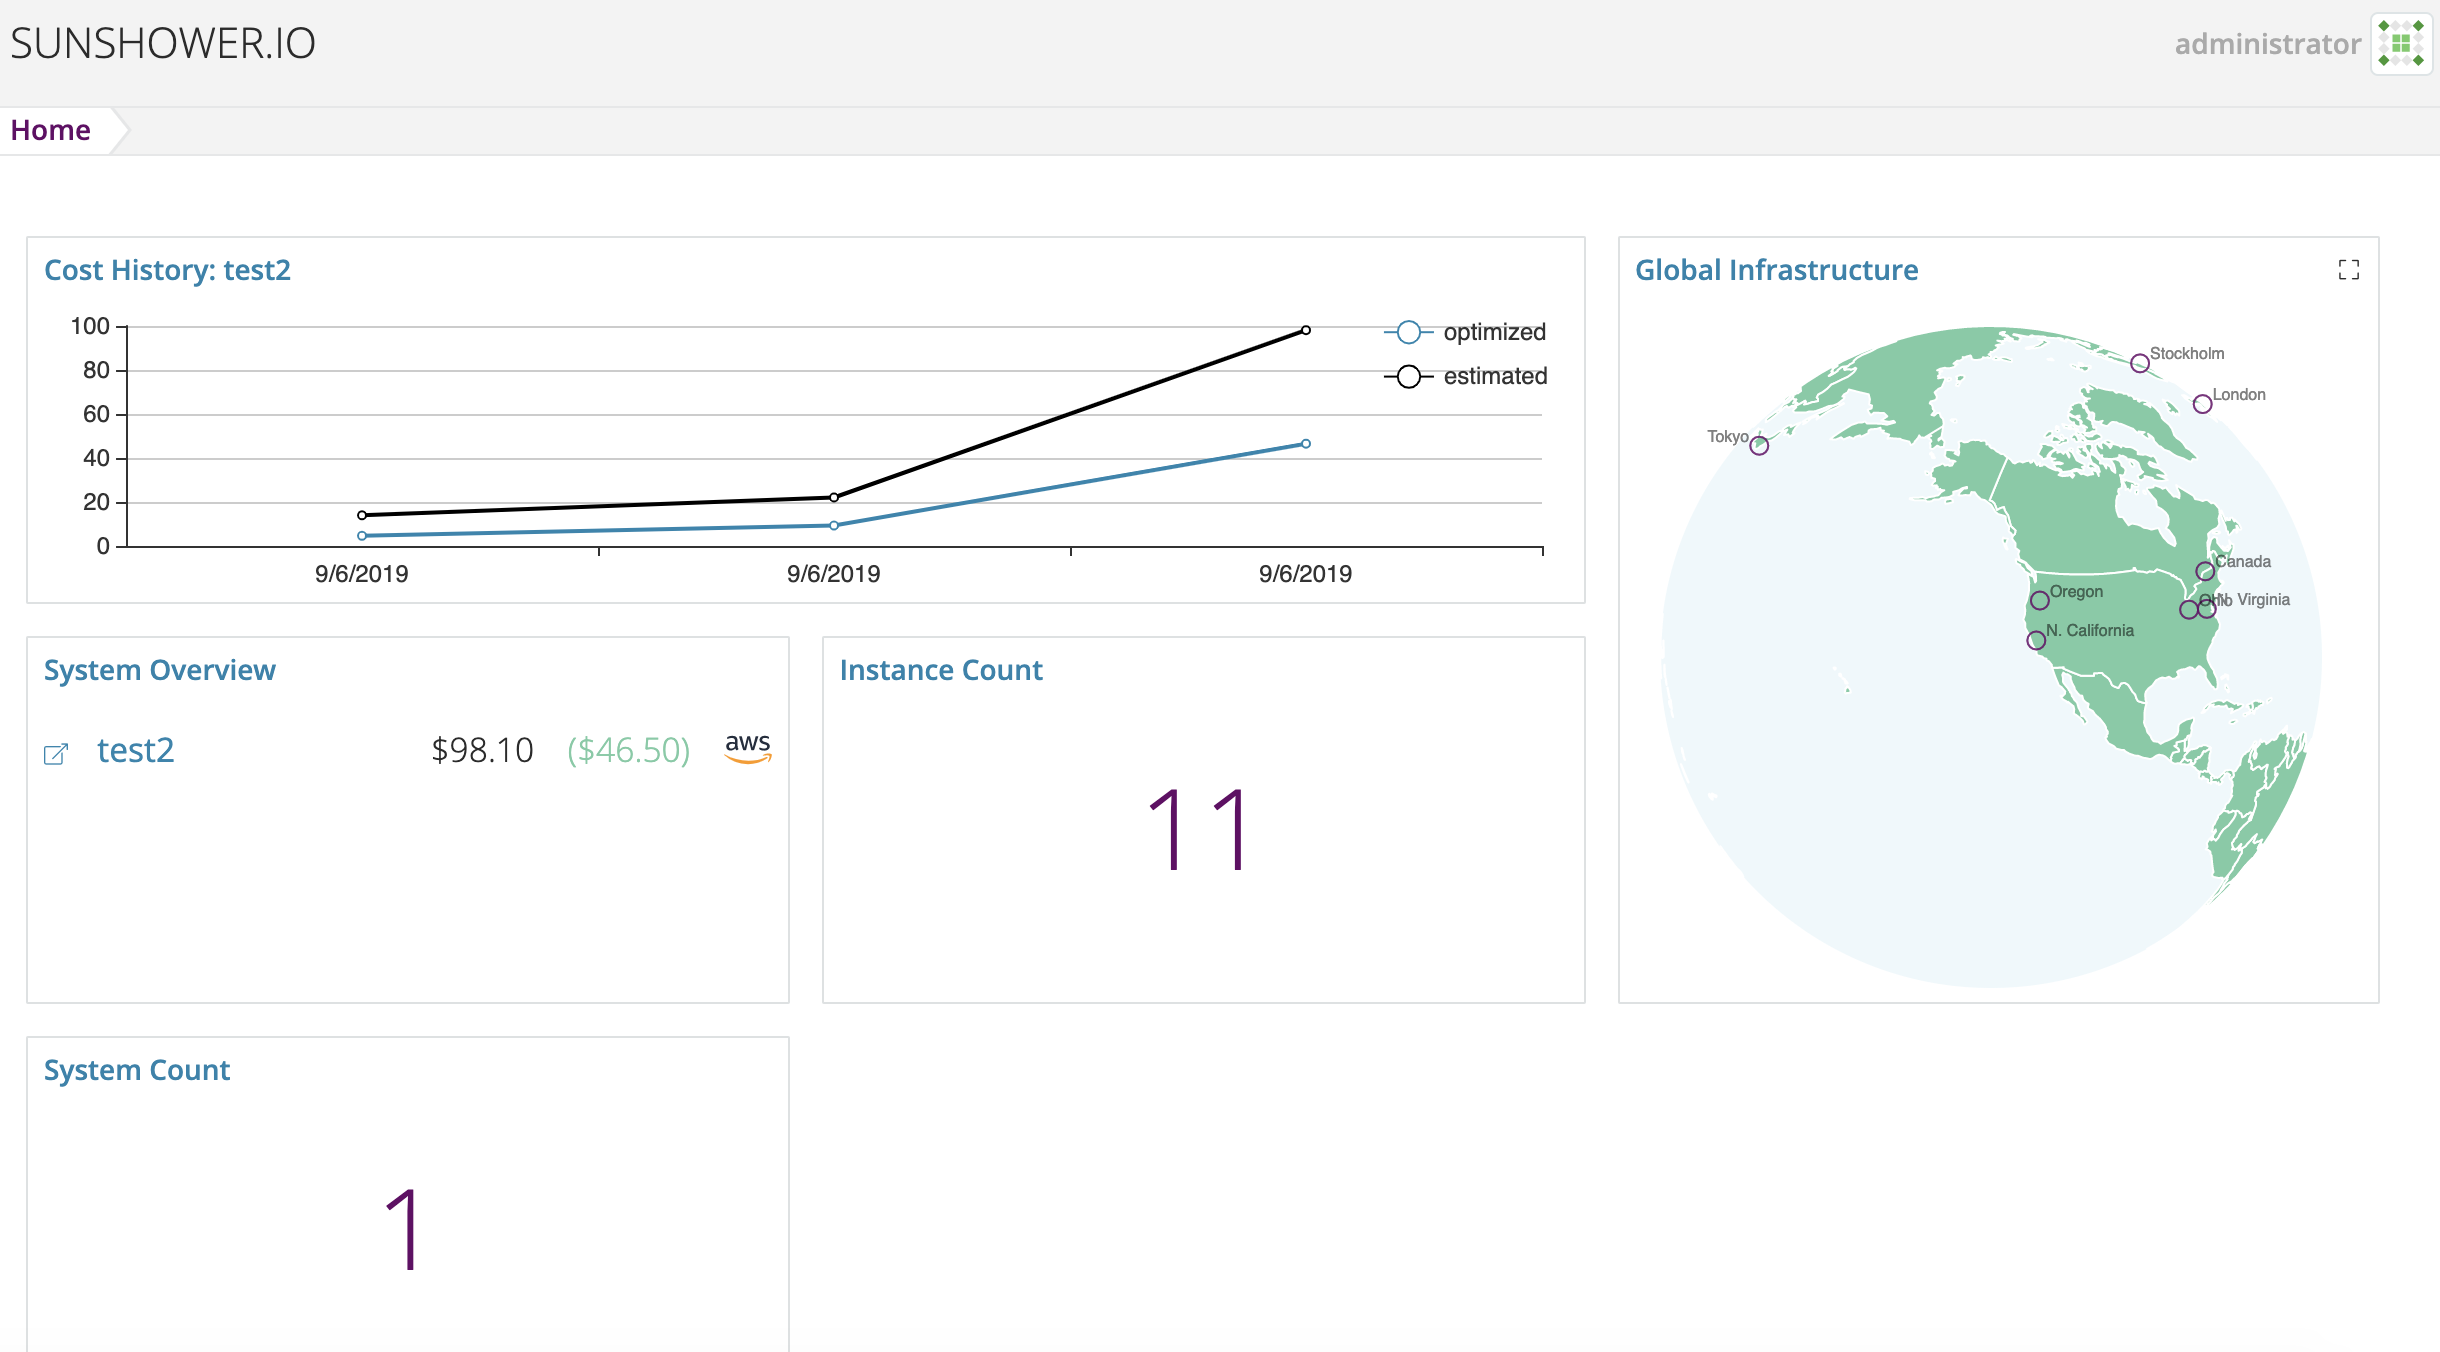 SUNSHOWER.IO
administrator
Home
Cost History: test2
100
80
60
40
20
0
9/6/2019 9/6/2019 9/6/2019
optimized
estimated
Global Infrastructure
Stockholm
London
Tokyo
Canada
Oregon
Ohio
N. Virginia
N. California
System Overview
test2 $98.10 ($46.50) aws
Instance Count
11
System Count
1